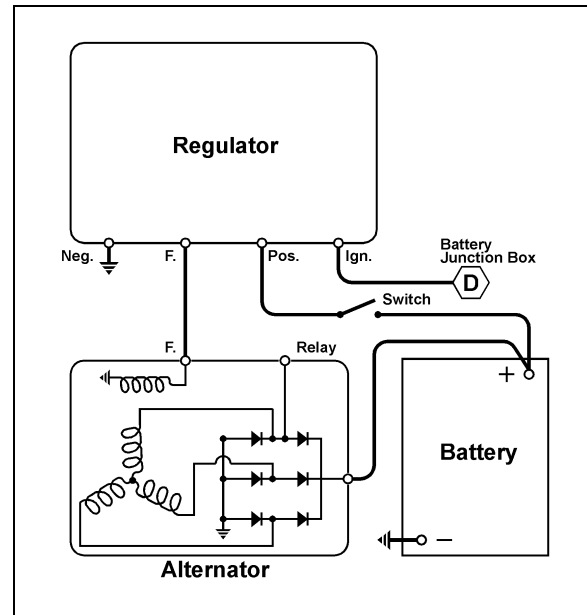 Regulator
Neg.
F.
Pos.
Ign.
Battery
Junction Box
D
Switch
F.
Relay
+
Battery
−
Alternator